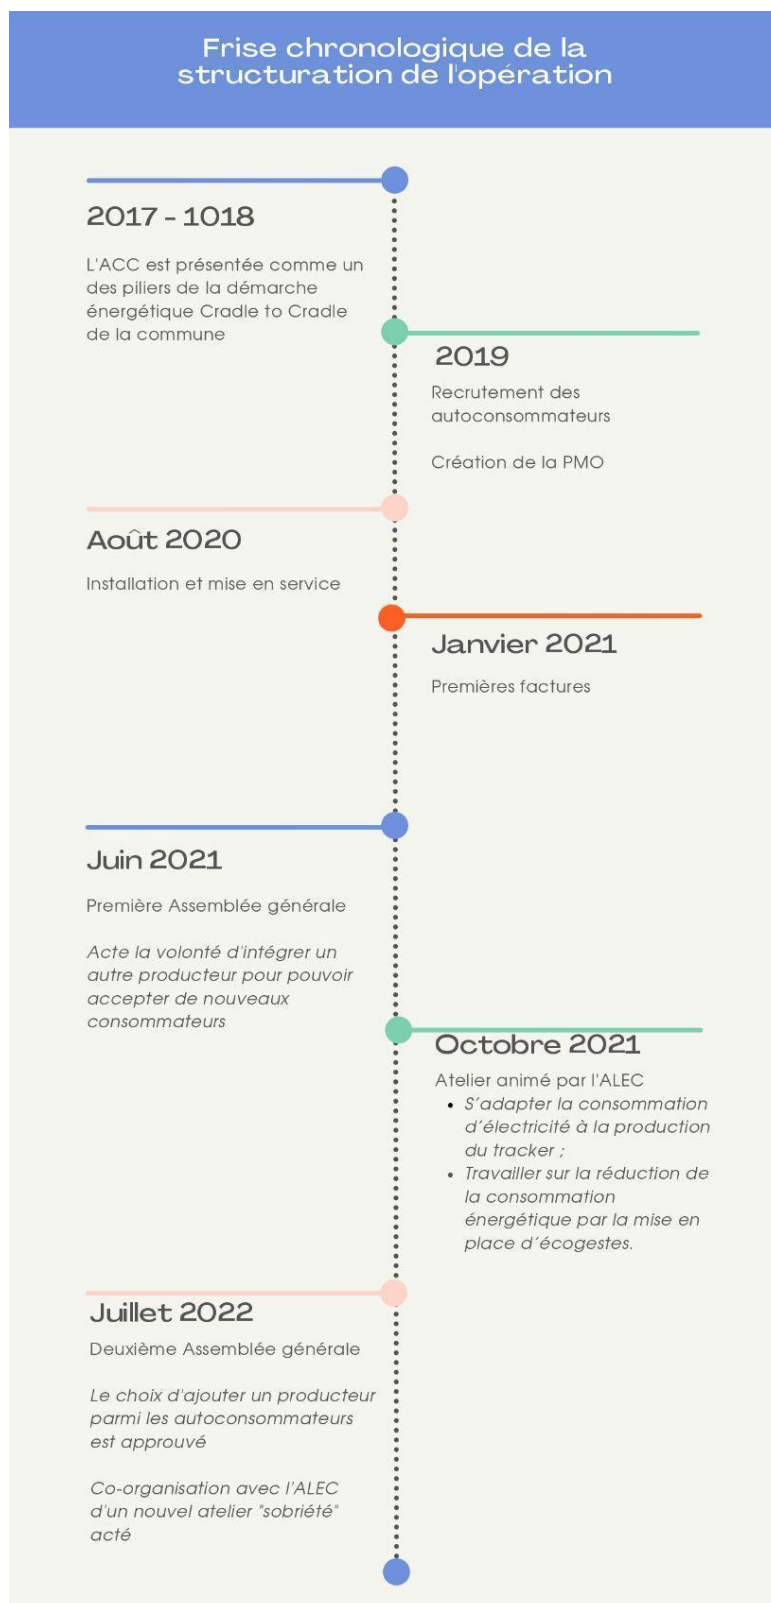 Frise chronologique de la
structuration de l'opération
2017 - 1018
L'ACC est présentée comme un
des piliers de la démarche
énergétique Cradle to Cradle
de la commune
2019
Recrutement des
autoconsommateurs
Création de la PMO
Août 2020
Installation et mise en service
Janvier 2021
Premières factures
Juin 2021
Première Assemblée générale
Acte la volonté d'intégrer un
autre producteur pour pouvoir
accepter de nouveaux
consommateurs
Octobre 2021
Atelier animé par l'ALEC
• S’adapter la consommation
d’électricité à la production
du tracker ;
• Travailler sur la réduction de
la consommation
énergétique par la mise en
place d’écogestes.
Juillet 2022
Deuxième Assemblée générale
Le choix d'ajouter un producteur
parmi les autoconsommateurs
est approuvé
Co-organisation avec l'ALEC
d'un nouvel atelier "sobriété"
acté